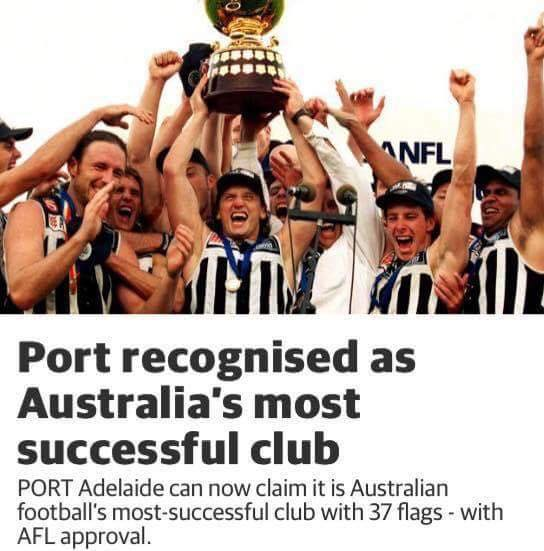 ANFL
Port recognised as
Australia's most
successful club
PORT Adelaide can now claim it is Australian
football's most-successful club with 37 flags - with
AFL approval.